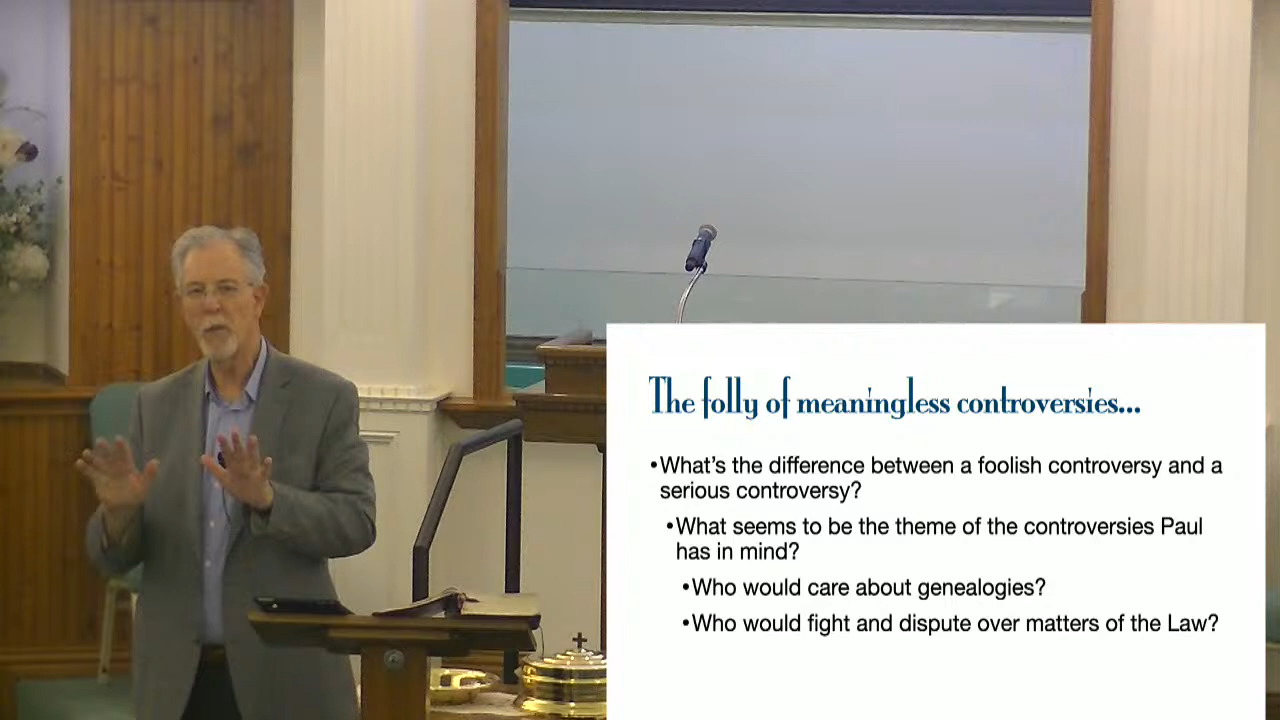 The folly of meaningless controversies...
•What's the difference between a foolish controversy and a
serious controversy?
•What seems to be the theme of the controversies Paul
has in mind?
•Who would care about genealogies?
•Who would fight and dispute over matters of the Law?